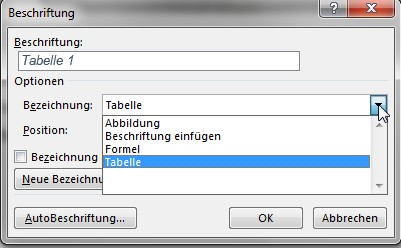 Beschriftung
?
Beschriftung:
Tabelle 1
Optionen
Bezeichnung: Tabelle
Abbildung
Beschriftung einfügen
Formel
Tabelle
Position:
Bezeichnung
Neue Bezeichnu
AutoBeschriftung... OK Abbrechen